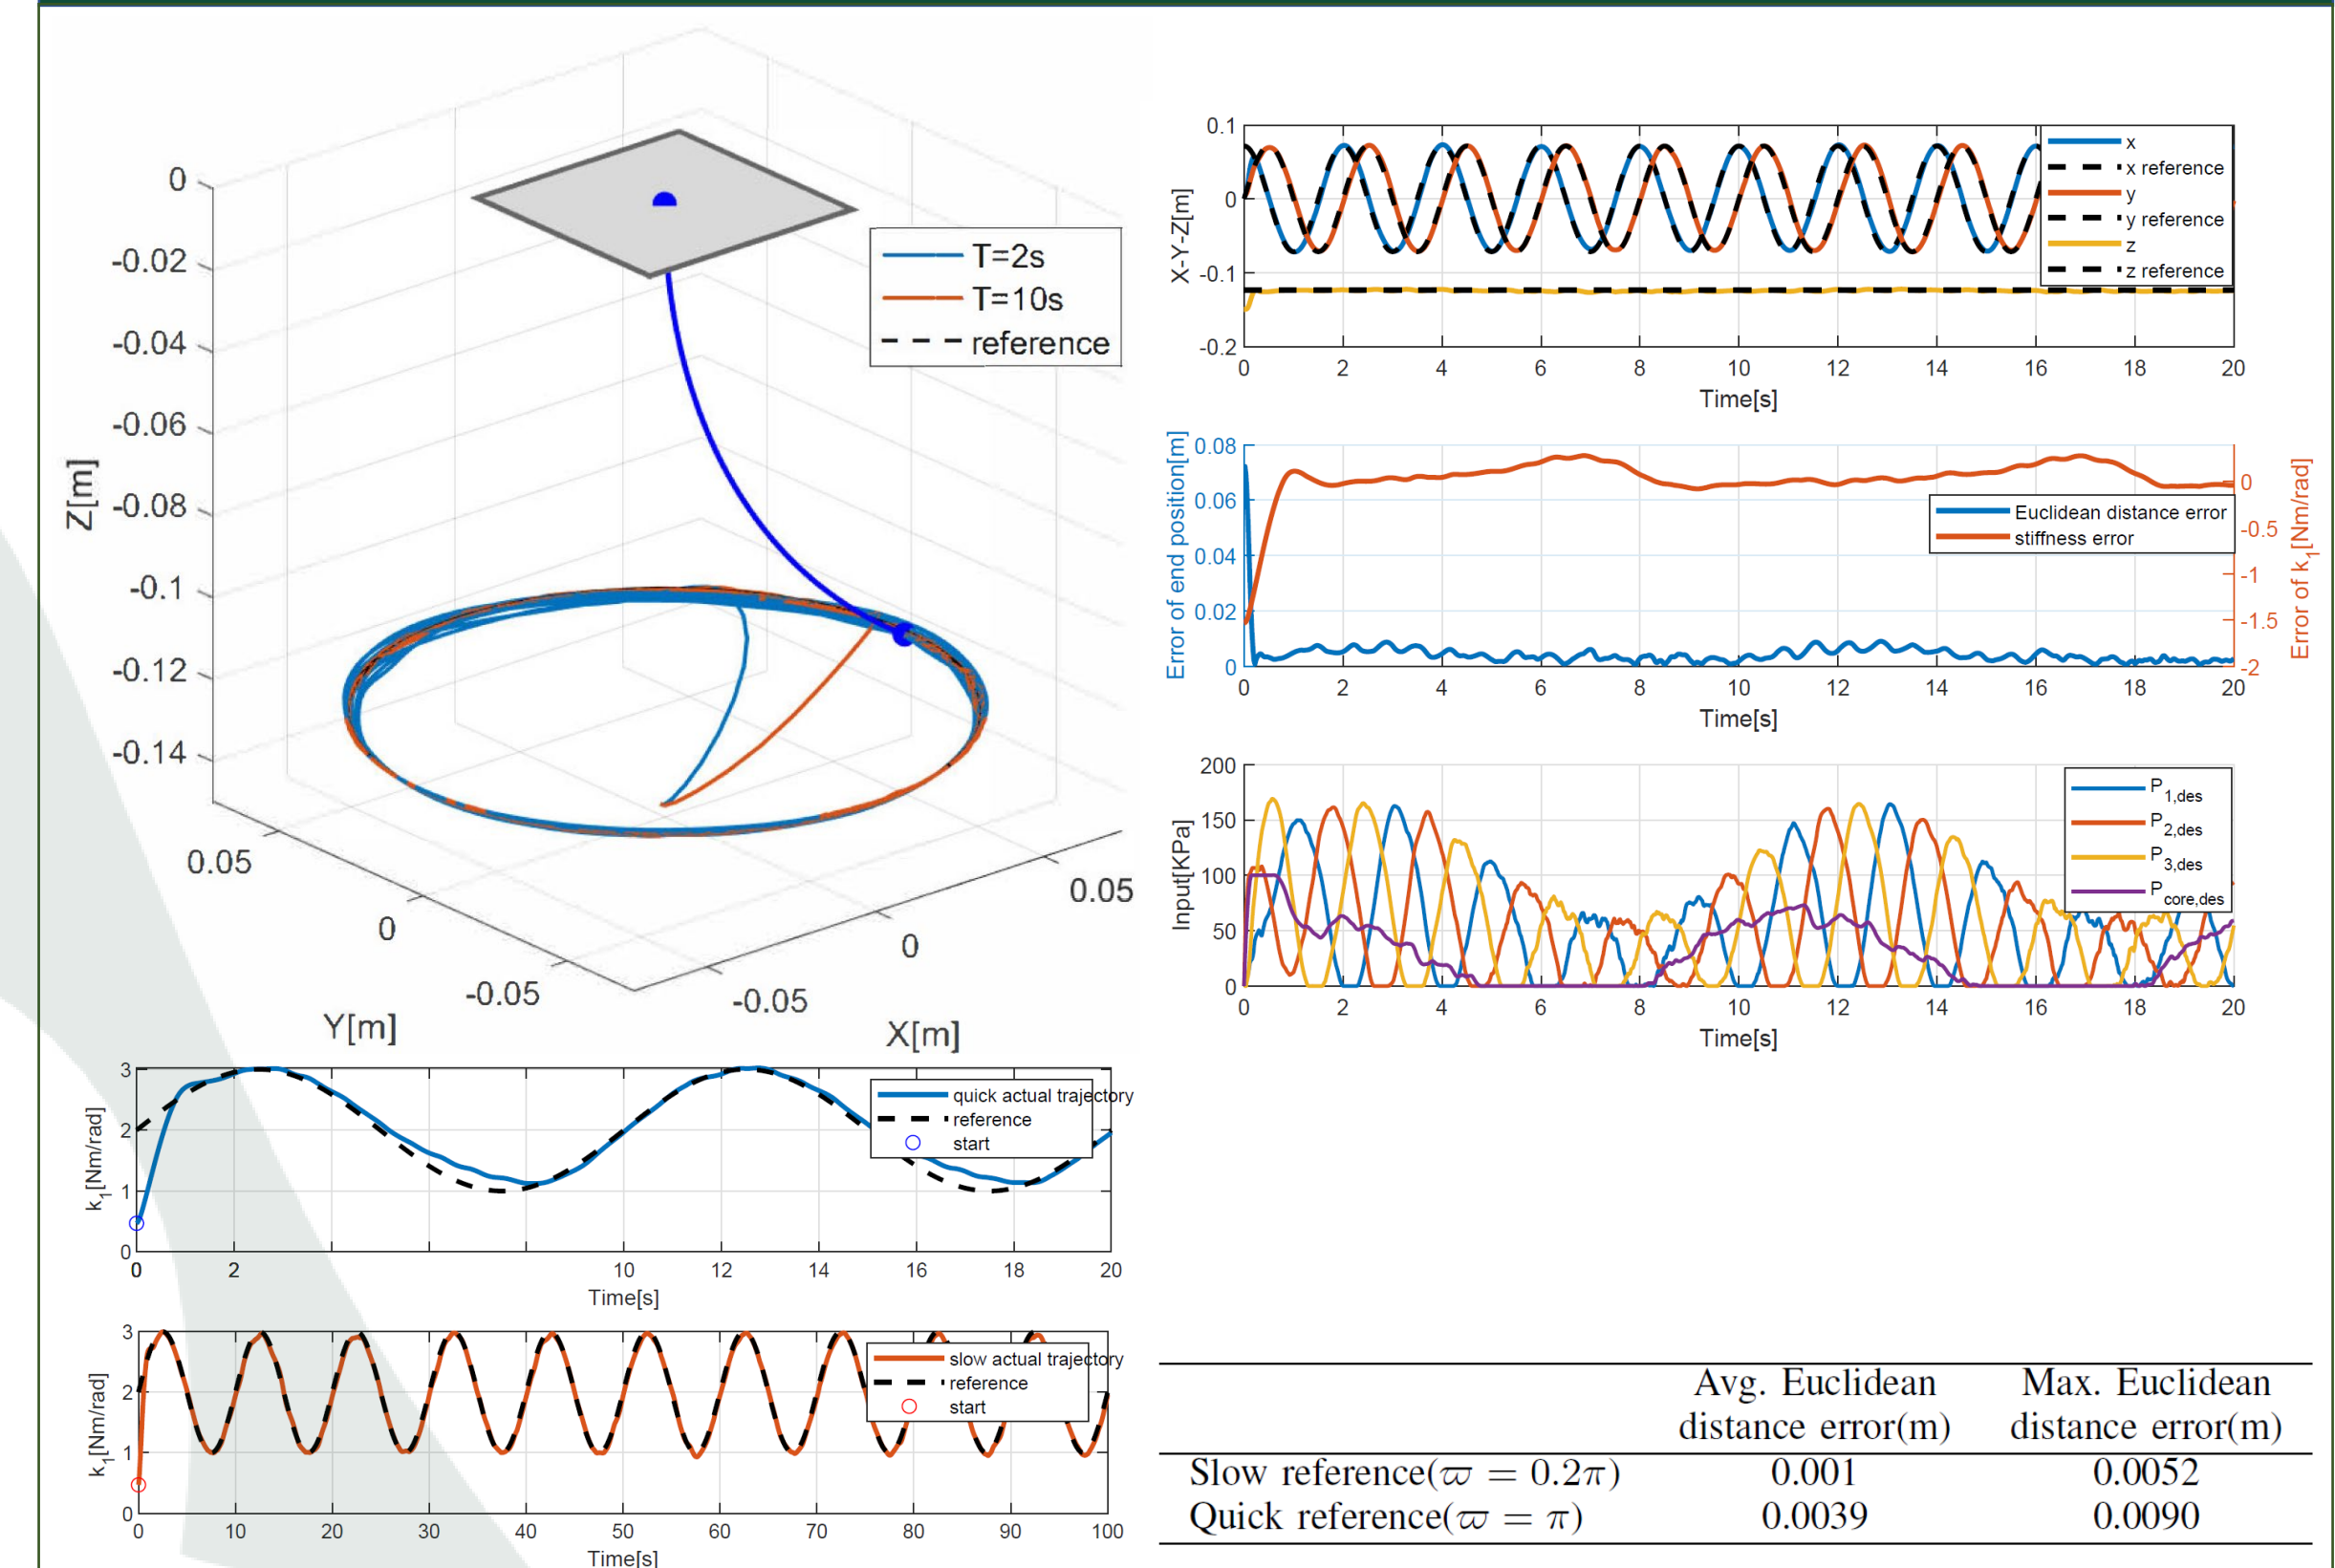 0
-0.02
-0.04
-0.06
-0.08
-0.1
-0.12
-0.14
Z[m]
0.05
0
-0.05
Y[m]
-0.05
0
0.05
X[m]
T=2s
T=10s
reference
3
2
1
0
k1[Nm/rad]
0 2 10 12 14 16 18 20
Time[s]
quick actual trajectory
reference
start
3
2
1
0
k1[Nm/rad]
0 10 20 30 40 50 60 70 80 90 100
Time[s]
slow actual trajectory
reference
start
0.1
0
-0.1
-0.2
X-Y-Z[m]
0 2 4 6 8 10 12 14 16 18 20
Time[s]
x
x reference
y
y reference
z
z reference
0.08
0.06
0.04
0.02
0
Error of end position[m]
0
-0.5
-1
-1.5
-2
Error of k1[Nm/rad]
0 2 4 6 8 10 12 14 16 18 20
Time[s]
Euclidean distance error
stiffness error
200
150
100
50
0
Input[KPa]
0 2 4 6 8 10 12 14 16 18 20
Time[s]
P1,des
P2,des
P3,des
Pcore,des
Avg. Euclidean Max. Euclidean
distance error(m) distance error(m)
Slow reference(ϖ = 0.2π) 0.001 0.0052
Quick reference(ϖ = π) 0.0039 0.0090